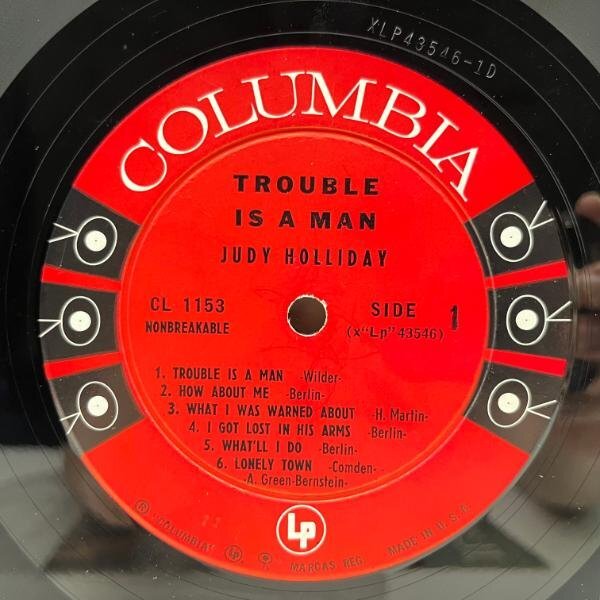 XLP43546-1D
COLUMBIA
TROUBLE
IS A MAN
JUDY HOLLIDAY
CL 1153
NONBREAKABLE
SIDE 1
(x"Lp"43546)
1. TROUBLE IS A MAN -Wilder-
2. HOW ABOUT ME -Berlin-
3. WHAT I WAS WARNED ABOUT -H. Martin-
4. I GOT LOST IN HIS ARMS -Berlin-
5. WHAT'LL I DO -Berlin-
6. LONELY TOWN -Comden-
-A. Green-Bernstein-
Lp
® "COLUMBIA" Lp MARCAS REG. MADE IN U.S.A.